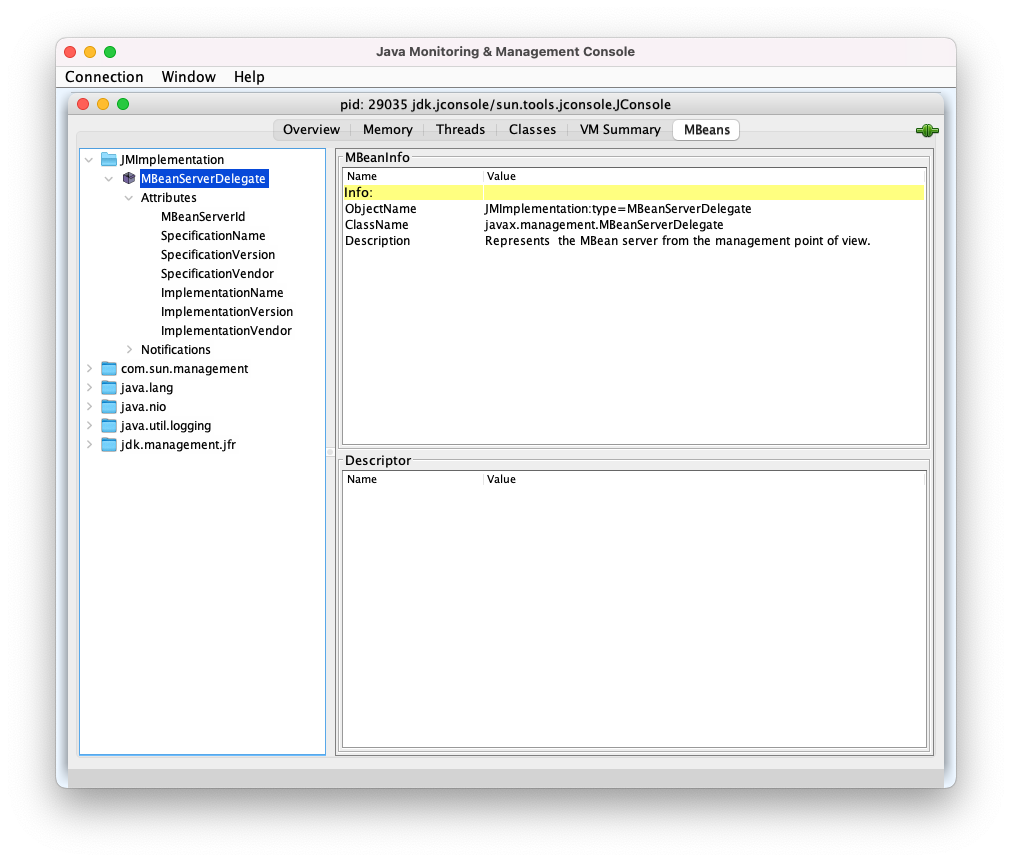 Java Monitoring & Management Console
Connection Window Help
pid: 29035 jdk.jconsole/sun.tools.jconsole.JConsole
Overview Memory Threads Classes VM Summary MBeans
JMImplementation
MBeanServerDelegate
Attributes
MBeanServerId
SpecificationName
SpecificationVersion
SpecificationVendor
ImplementationName
ImplementationVersion
ImplementationVendor
Notifications
com.sun.management
java.lang
java.nio
java.util.logging
jdk.management.jfr
MBeanInfo
Name Value
Info:
ObjectName JMImplementation:type=MBeanServerDelegate
ClassName javax.management.MBeanServerDelegate
Description Represents  the MBean server from the management point of view.
Descriptor
Name Value